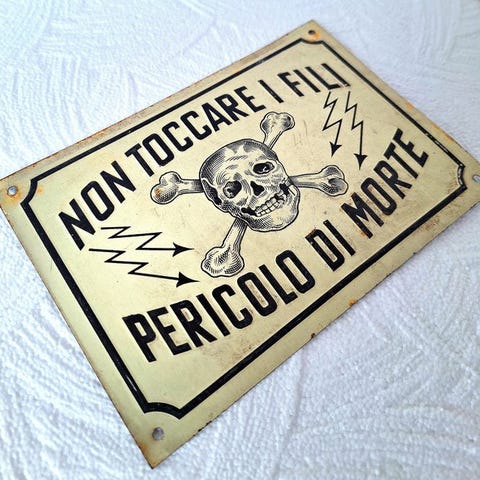 NON TOCCARE I FILI
PERICOLO DI MORTE